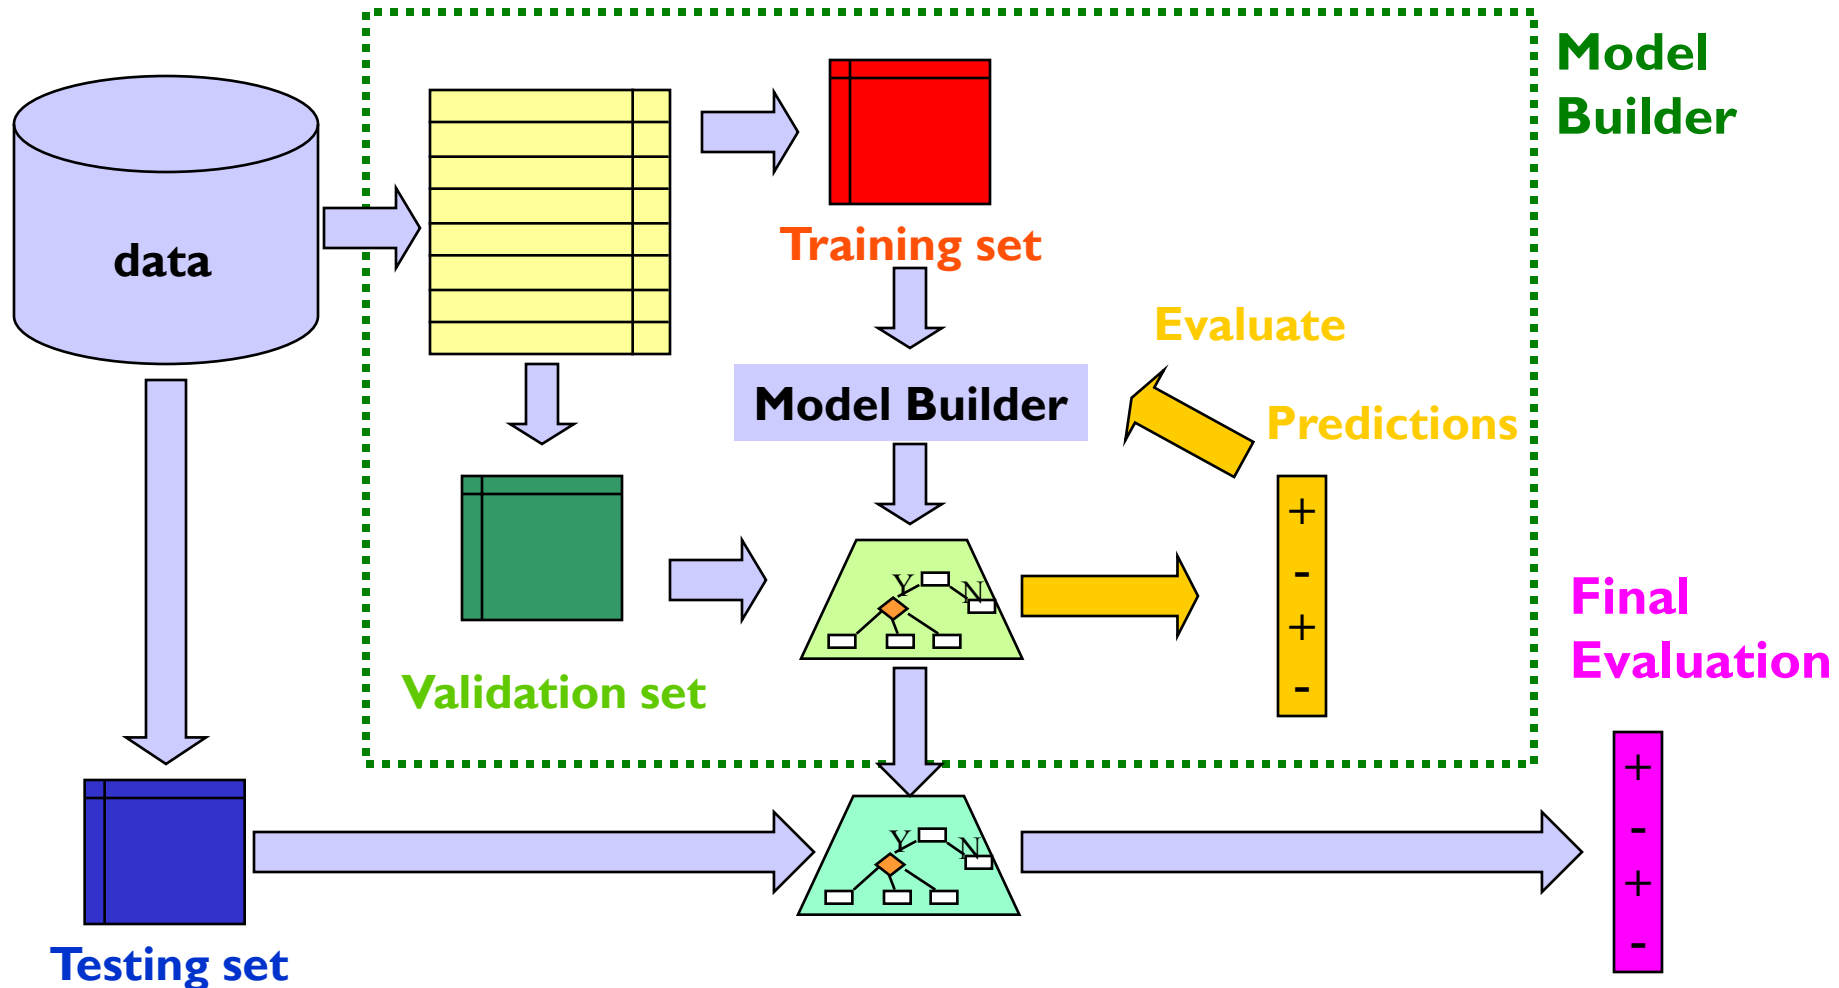 Model
Builder
data
Training set
Evaluate
Model Builder
Predictions
+
-
+
-
Y
N
Validation set
Final
Evaluation
+
-
+
-
Y
N
Testing set